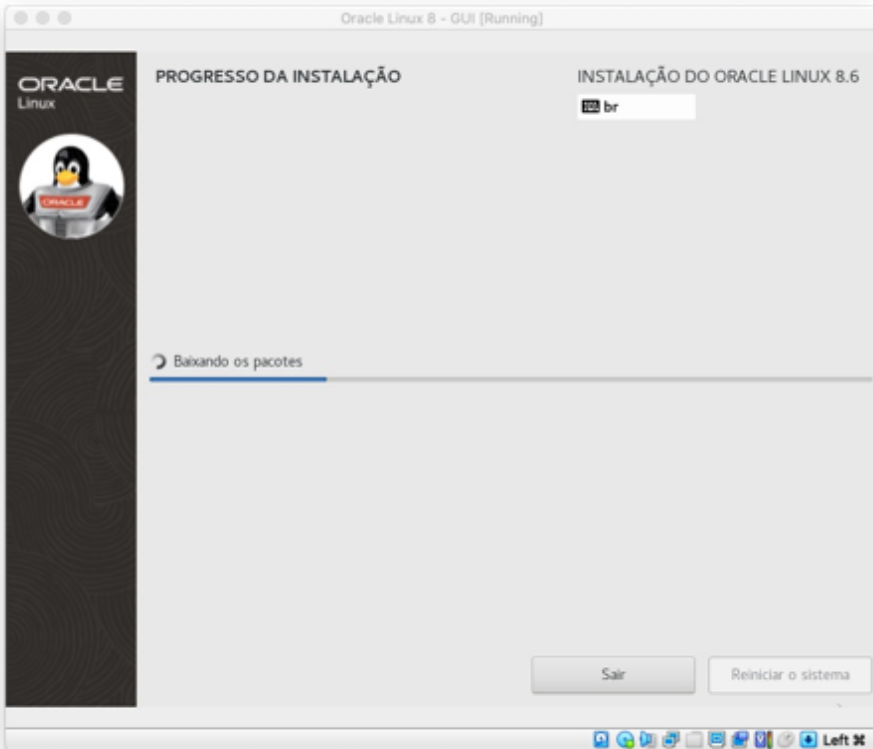 Oracle Linux 8 - GUI [Running]
ORACLE
Linux
PROGRESSO DA INSTALAÇÃO
INSTALAÇÃO DO ORACLE LINUX 8.6
br
ORACLE
Baixando os pacotes
Sair
Reiniciar o sistema
Left ⌘